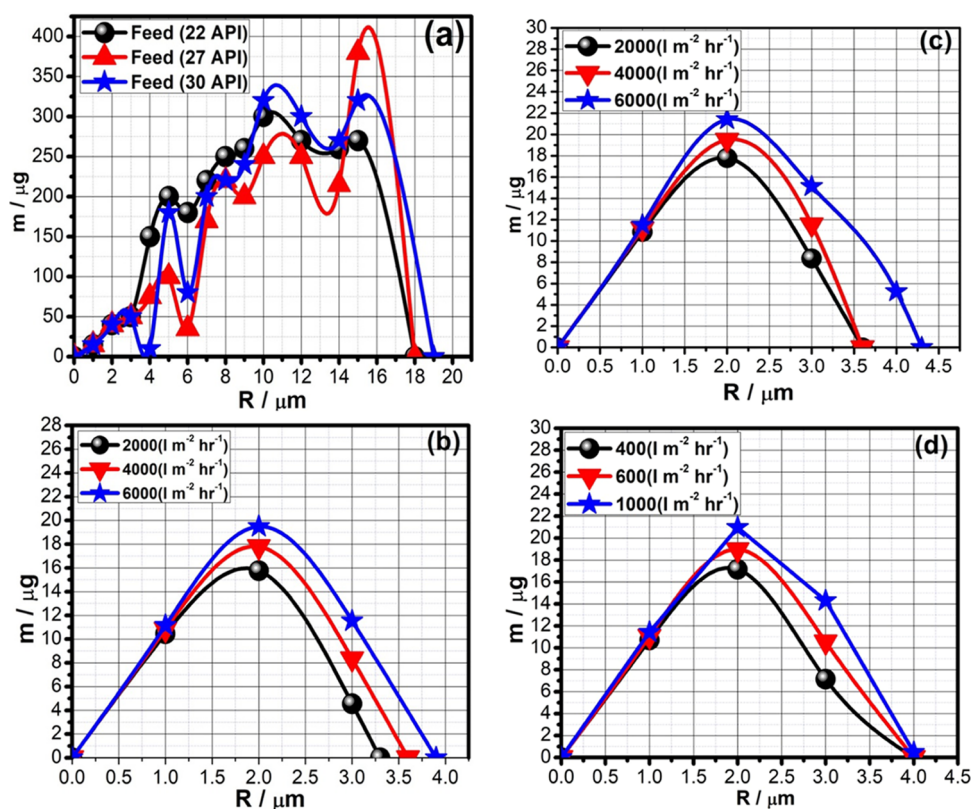 (a)
Feed (22 API)
Feed (27 API)
Feed (30 API)
m / μg
400
350
300
250
200
150
100
50
0
0 2 4 6 8 10 12 14 16 18 20
R / μm
(c)
2000(l m⁻² hr⁻¹)
4000(l m⁻² hr⁻¹)
6000(l m⁻² hr⁻¹)
m / μg
30
28
26
24
22
20
18
16
14
12
10
8
6
4
2
0
0.0 0.5 1.0 1.5 2.0 2.5 3.0 3.5 4.0 4.5
R / μm
(b)
2000(l m⁻² hr⁻¹)
4000(l m⁻² hr⁻¹)
6000(l m⁻² hr⁻¹)
m / μg
28
26
24
22
20
18
16
14
12
10
8
6
4
2
0
0.0 0.5 1.0 1.5 2.0 2.5 3.0 3.5 4.0
R / μm
(d)
400(l m⁻² hr⁻¹)
600(l m⁻² hr⁻¹)
1000(l m⁻² hr⁻¹)
m / μg
30
28
26
24
22
20
18
16
14
12
10
8
6
4
2
0
0.0 0.5 1.0 1.5 2.0 2.5 3.0 3.5 4.0 4.5
R / μm